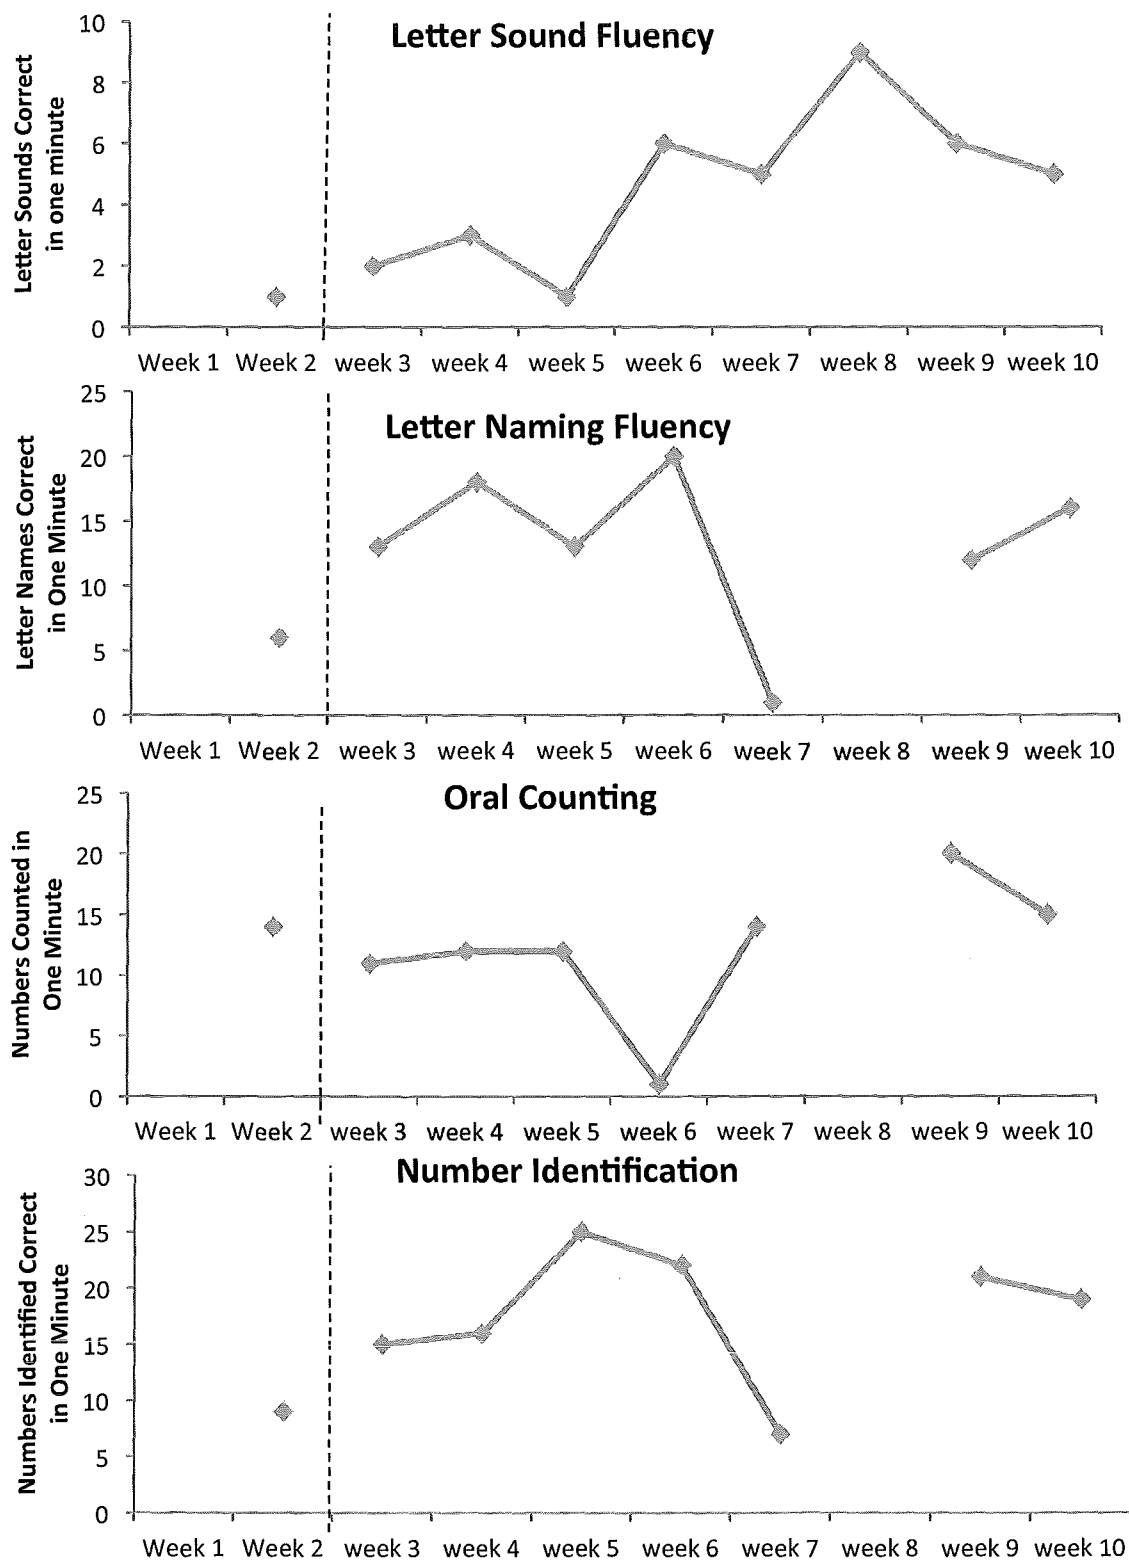 Letter Sound Fluency
Letter Sounds Correct
in one minute
10
8
6
4
2
0
Week 1 Week 2 week 3 week 4 week 5 week 6 week 7 week 8 week 9 week 10
Letter Naming Fluency
Letter Names Correct
in One Minute
25
20
15
10
5
0
Week 1 Week 2 week 3 week 4 week 5 week 6 week 7 week 8 week 9 week 10
Oral Counting
Numbers Counted in
One Minute
25
20
15
10
5
0
Week 1 Week 2 week 3 week 4 week 5 week 6 week 7 week 8 week 9 week 10
Number Identification
Numbers Identified Correct
in One Minute
30
25
20
15
10
5
0
Week 1 Week 2 week 3 week 4 week 5 week 6 week 7 week 8 week 9 week 10